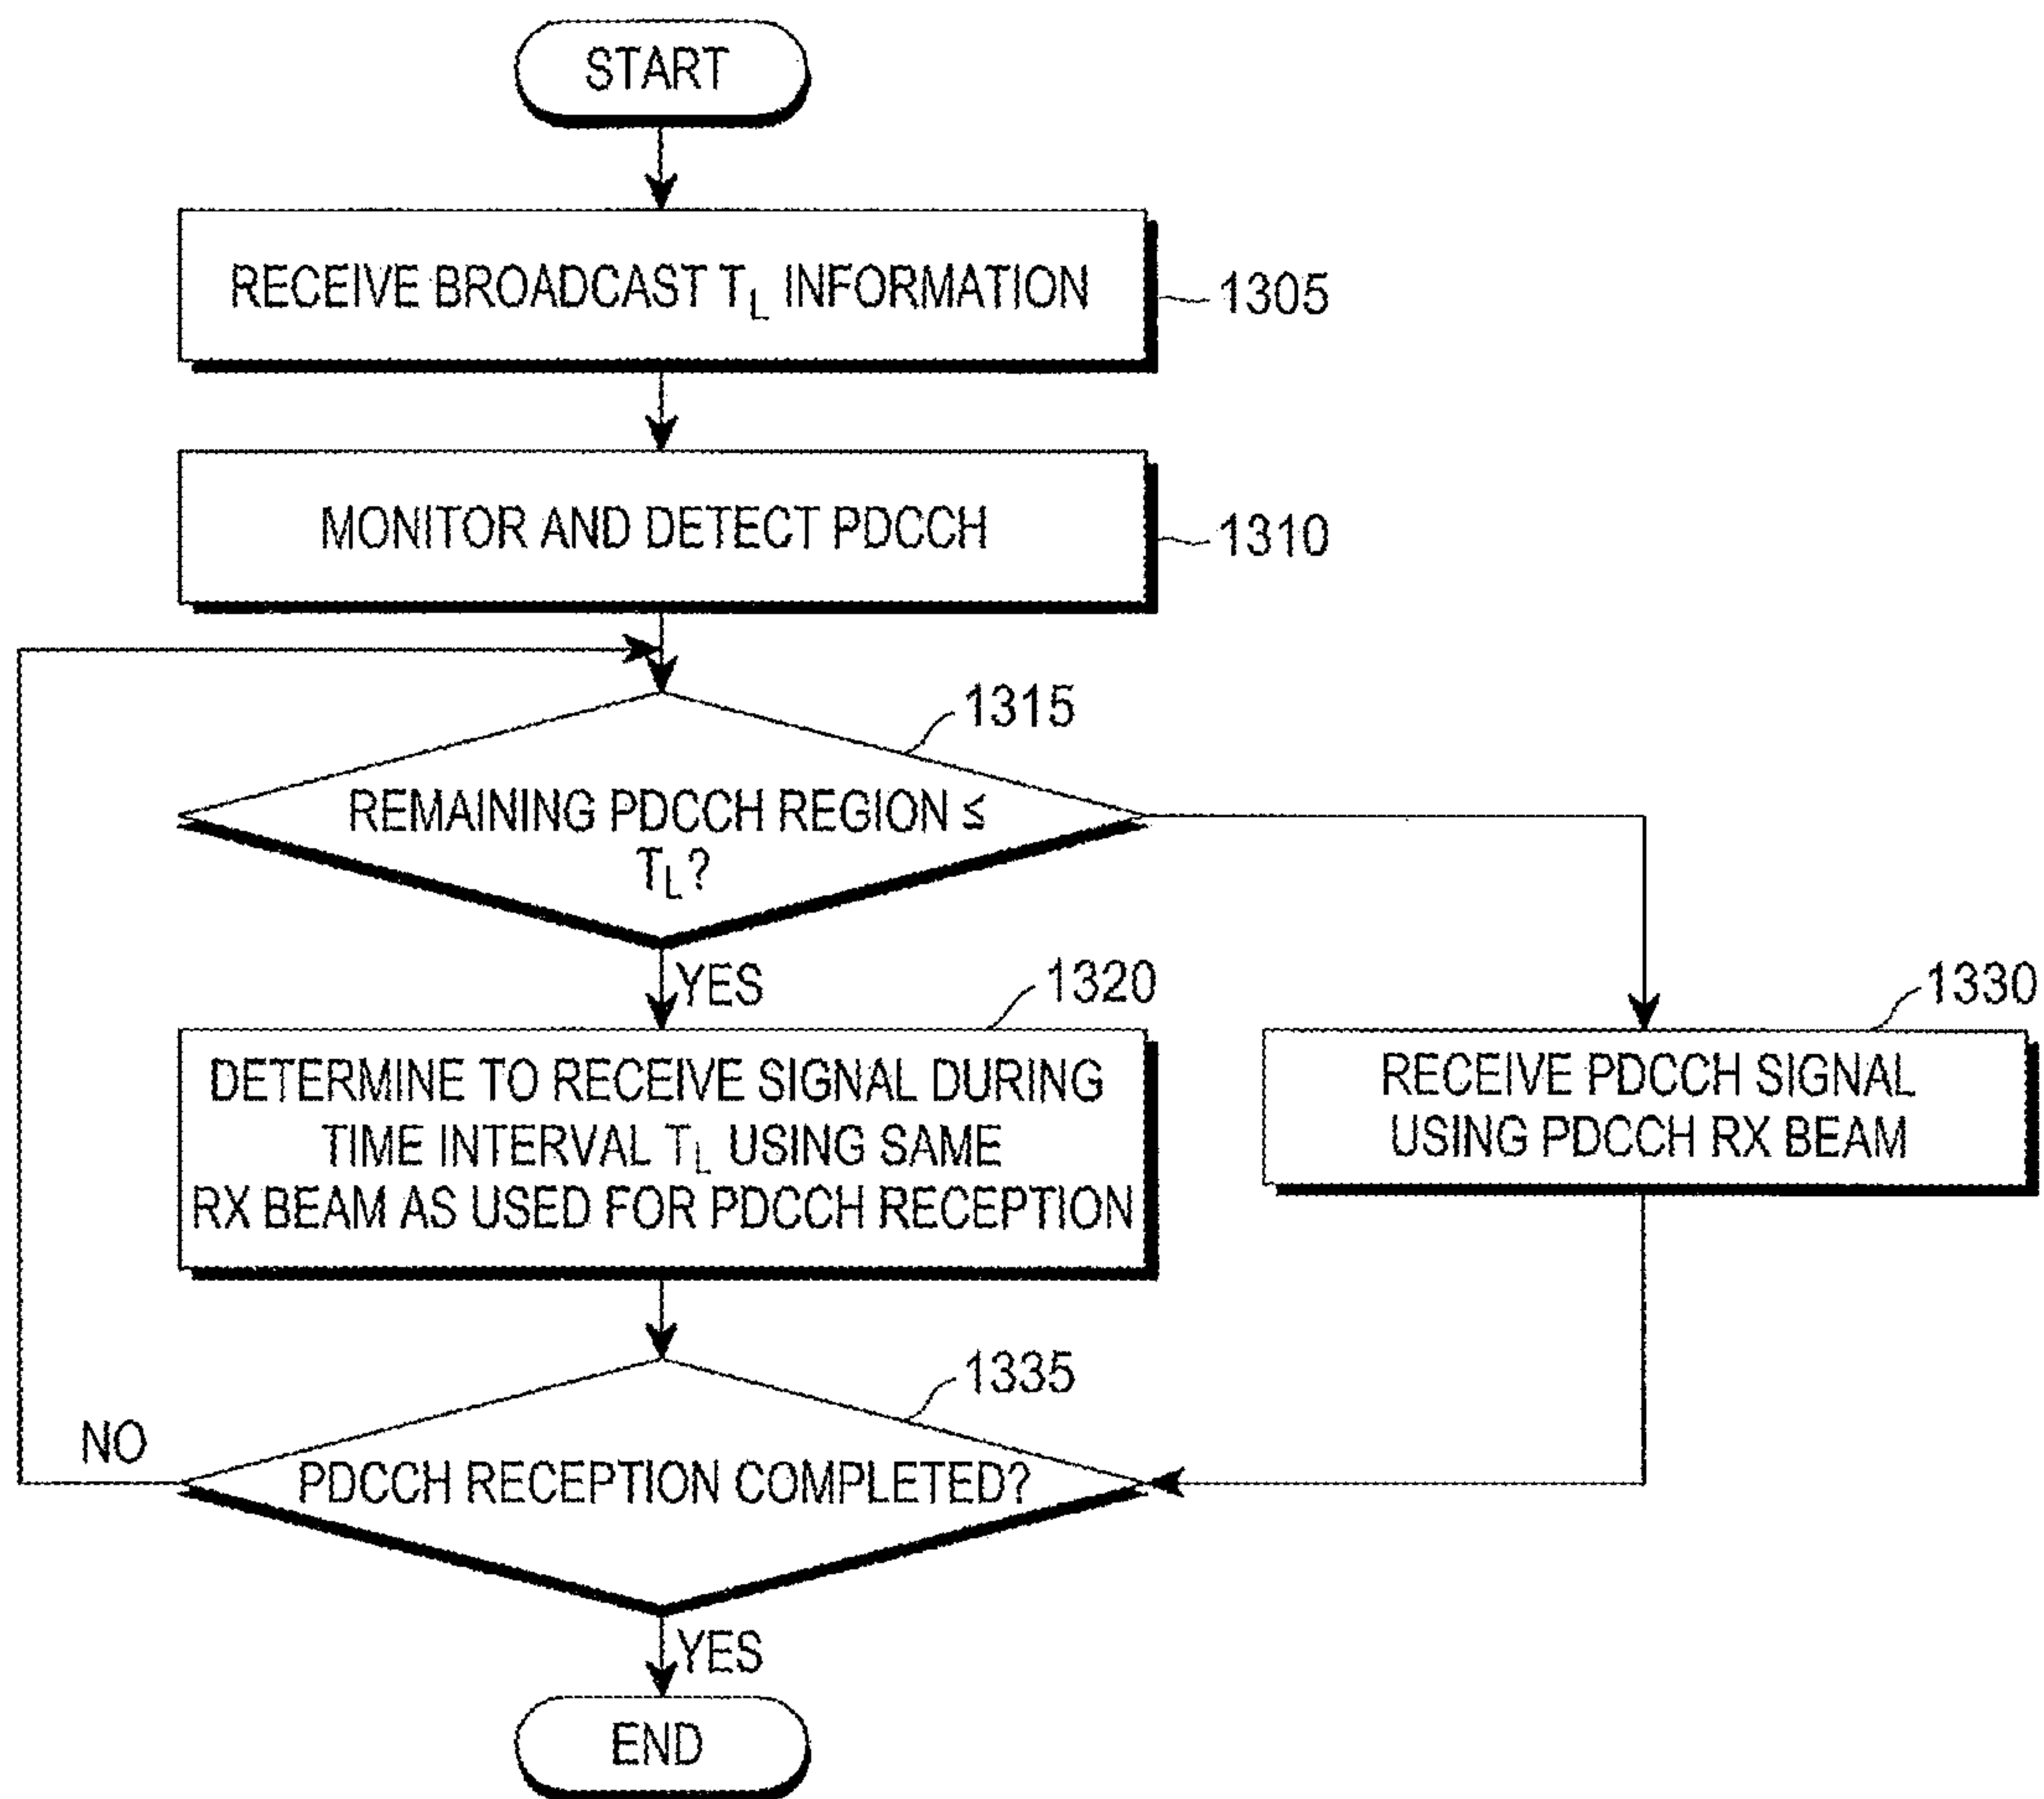 START
RECEIVE BROADCAST TL INFORMATION
1305
MONITOR AND DETECT PDCCH
1310
1315
REMAINING PDCCH REGION ≤
TL?
YES
1320
DETERMINE TO RECEIVE SIGNAL DURING
TIME INTERVAL TL USING SAME
RX BEAM AS USED FOR PDCCH RECEPTION
1330
RECEIVE PDCCH SIGNAL
USING PDCCH RX BEAM
1335
NO
PDCCH RECEPTION COMPLETED?
YES
END